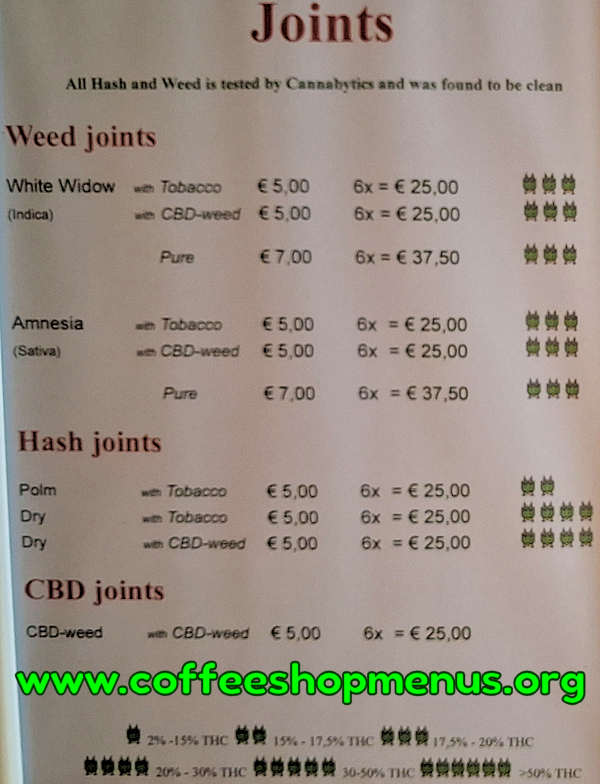 Joints
All Hash and Weed is tested by Cannabytics and was found to be clean
Weed joints
White Widow with Tobacco € 5,00 6x = € 25,00
(Indica) with CBD-weed € 5,00 6x = € 25,00
Pure € 7,00 6x = € 37,50
Amnesia with Tobacco € 5,00 6x = € 25,00
(Sativa) with CBD-weed € 5,00 6x = € 25,00
Pure € 7,00 6x = € 37,50
Hash joints
Polm with Tobacco € 5,00 6x = € 25,00
Dry with Tobacco € 5,00 6x = € 25,00
Dry with CBD-weed € 5,00 6x = € 25,00
CBD joints
CBD-weed with CBD-weed € 5,00 6x = € 25,00
www.coffeeshopmenus.org
2% -15% THC 15% - 17,5% THC 17,5% - 20% THC
20% - 30% THC 30-50% THC >50% THC